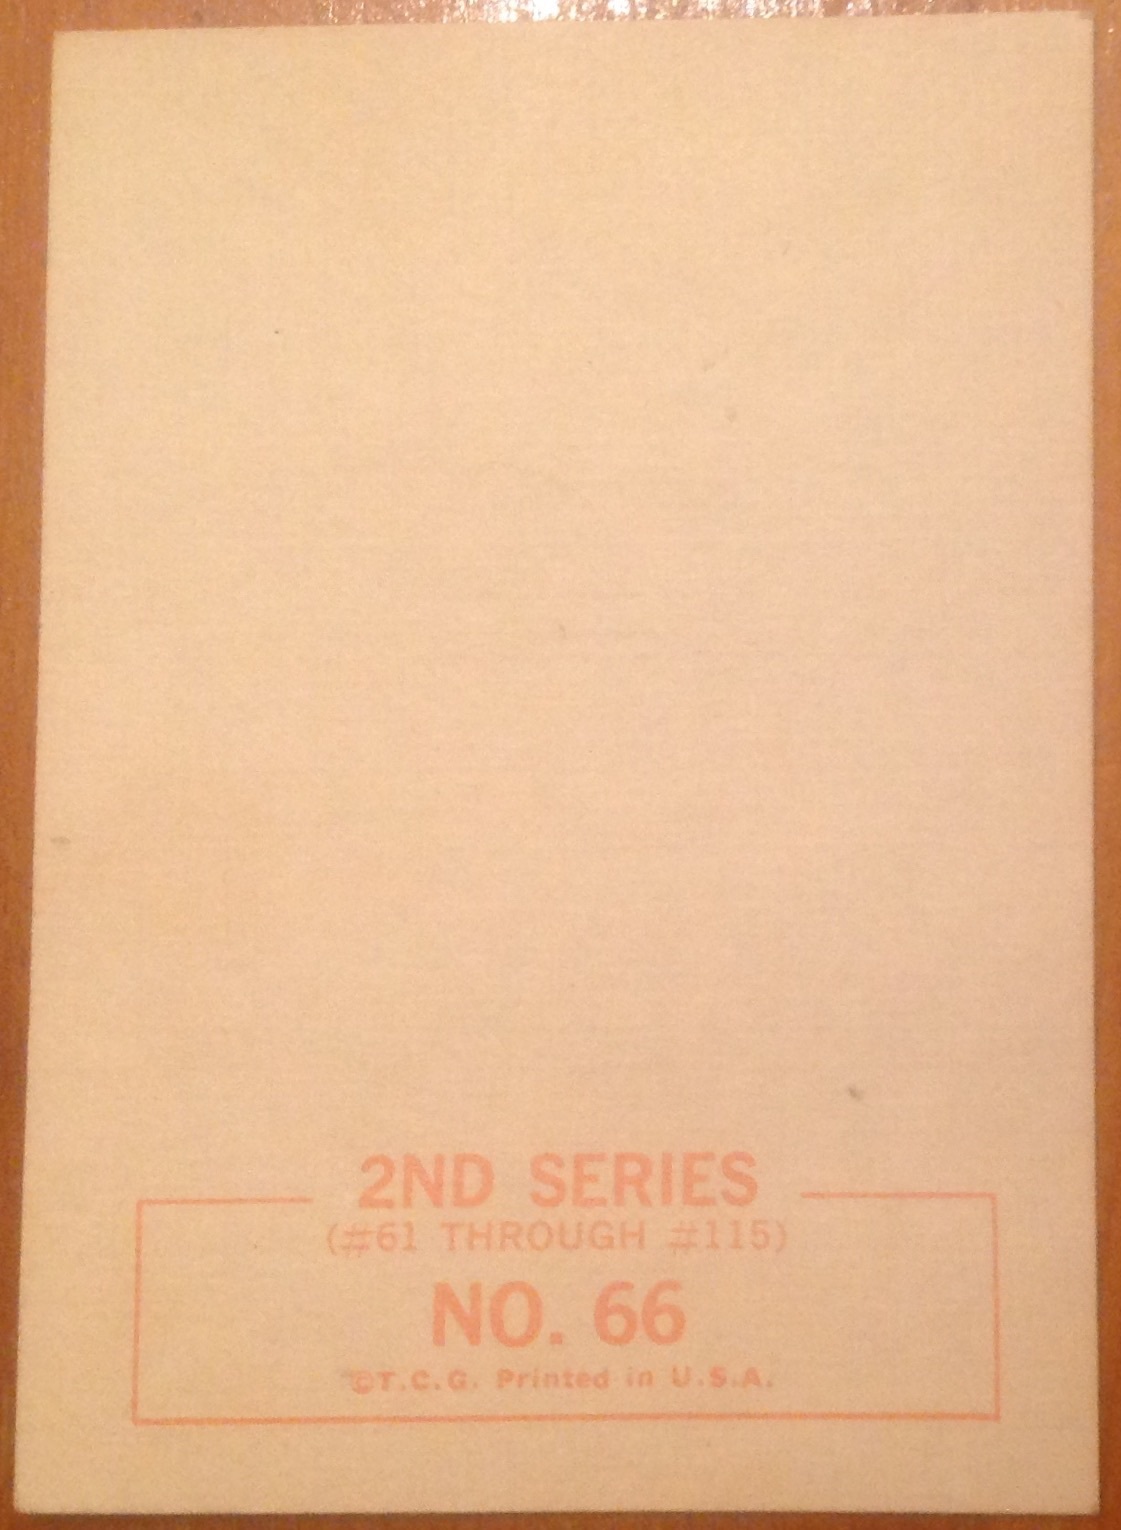 2ND SERIES
(#61 THROUGH #115)
NO. 66
©T.C.G. Printed in U.S.A.